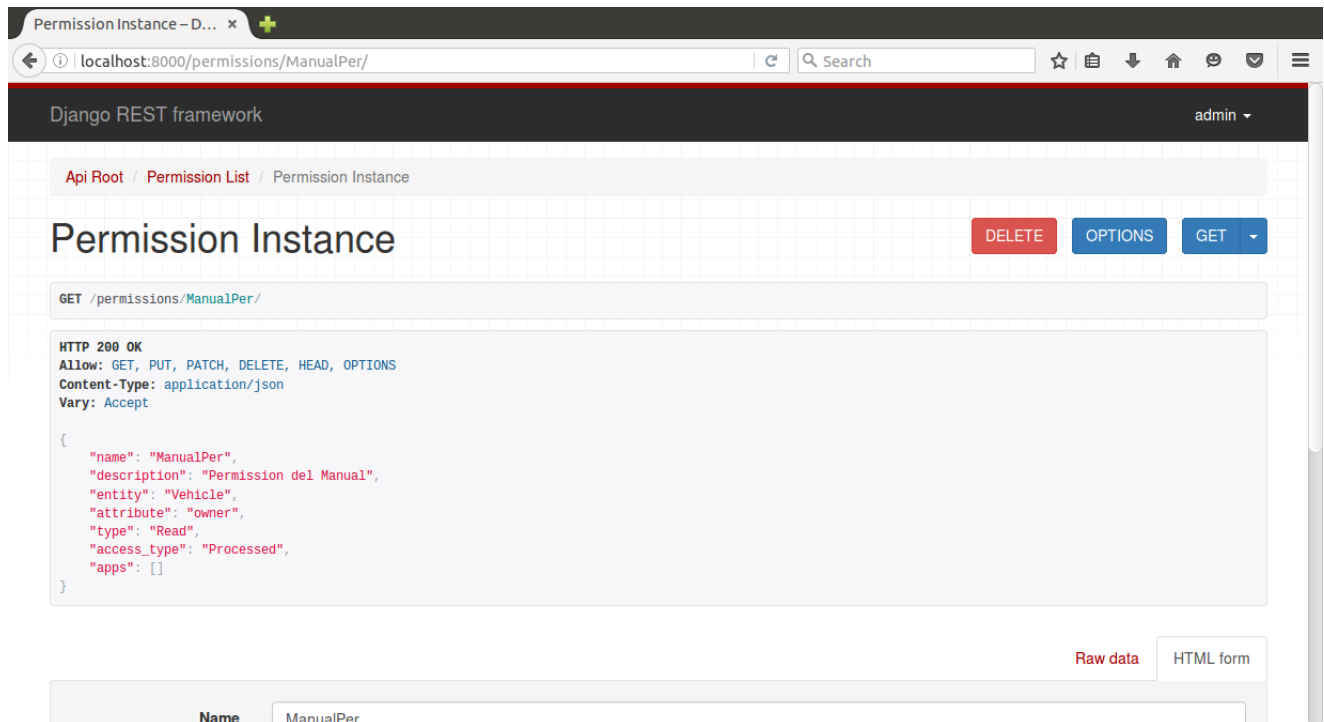 Permission Instance – D...
localhost:8000/permissions/ManualPer/
Search
Django REST framework
admin
Api Root / Permission List / Permission Instance
Permission Instance
DELETE
OPTIONS
GET
GET /permissions/ManualPer/
HTTP 200 OK
Allow: GET, PUT, PATCH, DELETE, HEAD, OPTIONS
Content-Type: application/json
Vary: Accept
{
"name": "ManualPer",
"description": "Permission del Manual",
"entity": "Vehicle",
"attribute": "owner",
"type": "Read",
"access_type": "Processed",
"apps": []
}
Raw data
HTML form
Name
ManualPer